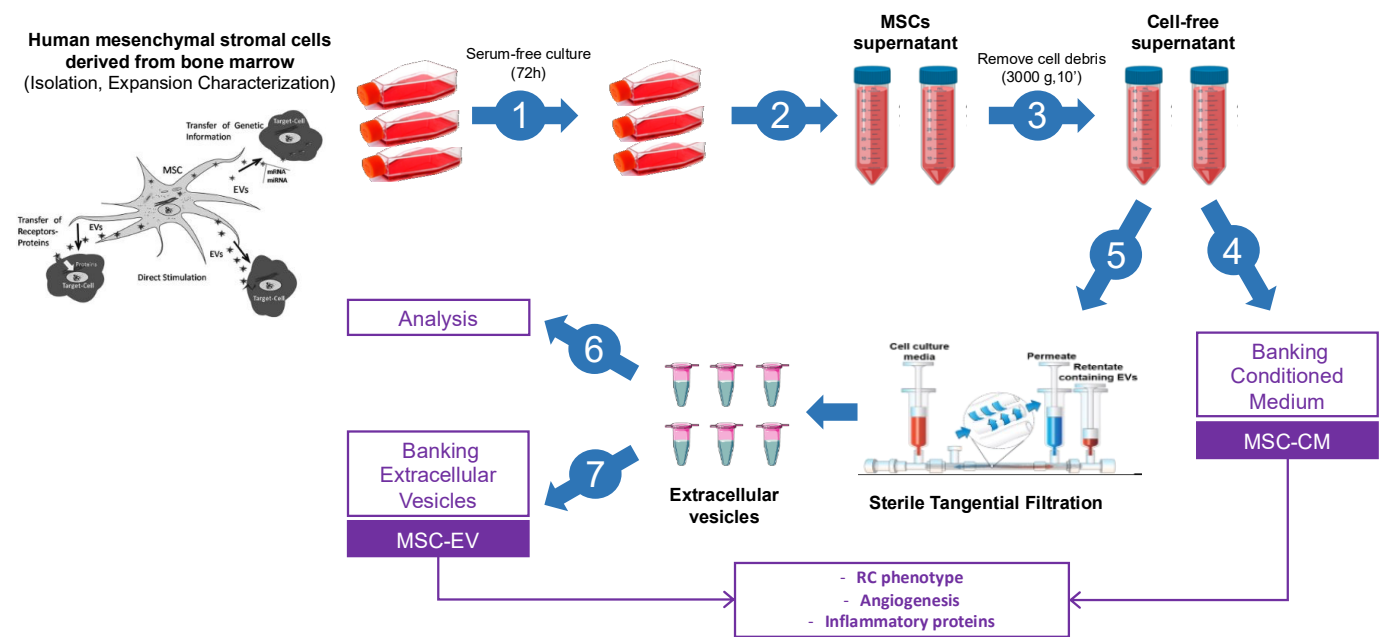 Human mesenchymal stromal cells
derived from bone marrow
(Isolation, Expansion Characterization)
Transfer of Genetic
Information
Target-Cell
MSC
EVs
mRNA
miRNA
Transfer of
Receptors-
Proteins
EVs
Proteins
Target-Cell
EVs
Direct Stimulation
Target-Cell
Serum-free culture
(72h)
1
2
MSCs
supernatant
Remove cell debris
(3000 g,10’)
3
Cell-free
supernatant
5
4
Banking
Conditioned
Medium
MSC-CM
Cell culture
media
Permeate
Retentate
containing EVs
Sterile Tangential Filtration
Extracellular
vesicles
6
Analysis
7
Banking
Extracellular
Vesicles
MSC-EV
- RC phenotype
- Angiogenesis
- Inflammatory proteins